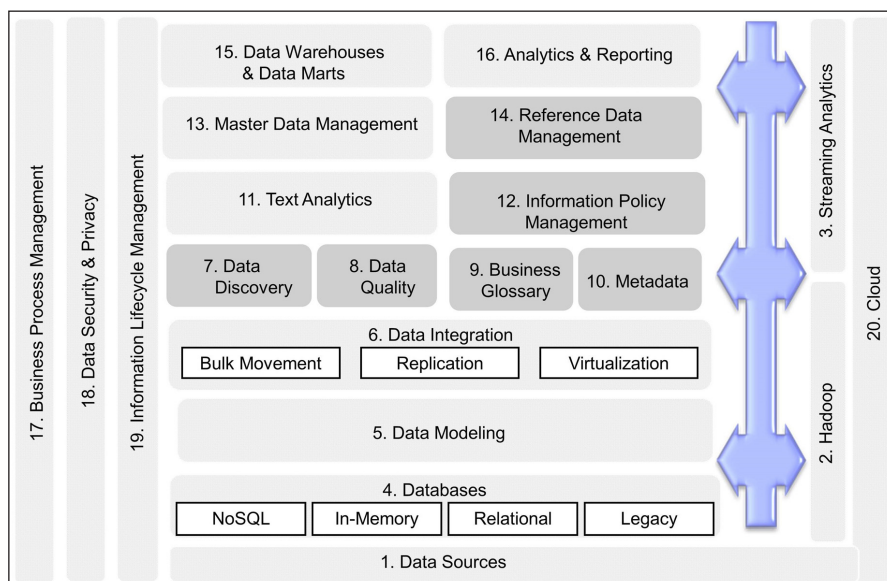 15. Data Warehouses
& Data Marts
16. Analytics & Reporting
13. Master Data Management
14. Reference Data
Management
11. Text Analytics
12. Information Policy
Management
7. Data
Discovery
8. Data
Quality
9. Business
Glossary
10. Metadata
6. Data Integration
Bulk Movement
Replication
Virtualization
5. Data Modeling
4. Databases
NoSQL
In-Memory
Relational
Legacy
1. Data Sources
17. Business Process Management
18. Data Security & Privacy
19. Information Lifecycle Management
3. Streaming Analytics
2. Hadoop
20. Cloud